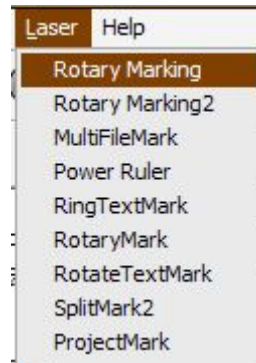 Laser Help
Rotary Marking
Rotary Marking2
MultiFileMark
Power Ruler
RingTextMark
RotaryMark
RotateTextMark
SplitMark2
ProjectMark